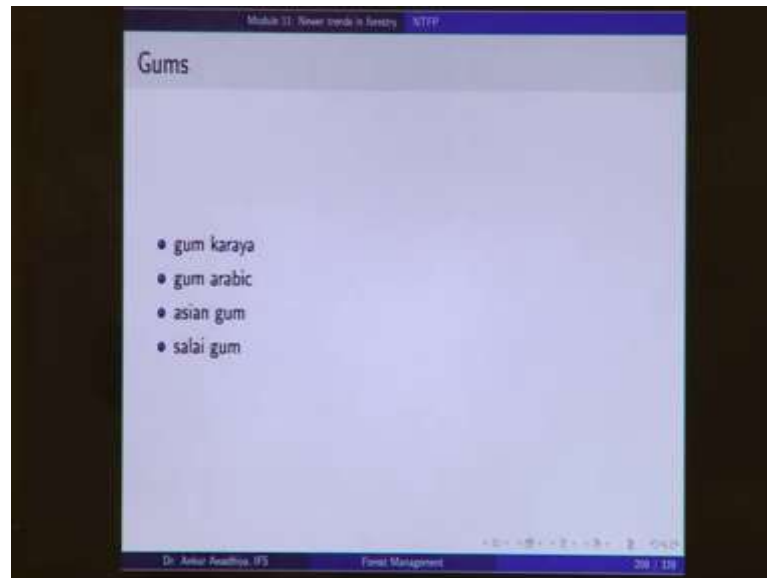 Module 11: Newer trends in forestry NTFP
Gums
gum karaya
gum arabic
asian gum
salai gum
Dr. Ankur Awadhiya, IFS Forest Management